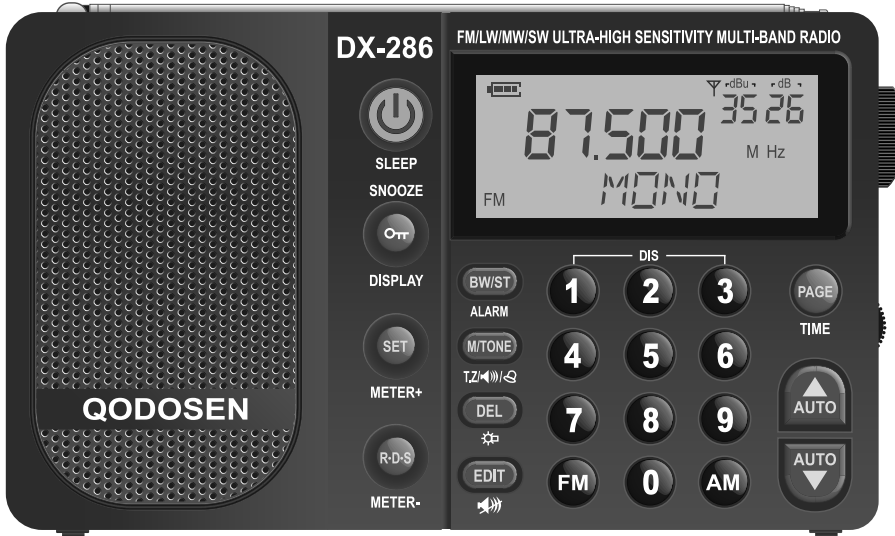 DX-286
FM/LW/MW/SW ULTRA-HIGH SENSITIVITY MULTI-BAND RADIO
dBu dB
35 26
87.500
M Hz
FM
MONO
SLEEP
SNOOZE
DISPLAY
SET
METER+
R·D·S
METER-
QODOSEN
DIS
BW/ST
ALARM
1 2 3
PAGE
TIME
M/TONE
T.Z/
4 5 6
DEL
7 8 9
AUTO
EDIT
FM 0 AM
AUTO